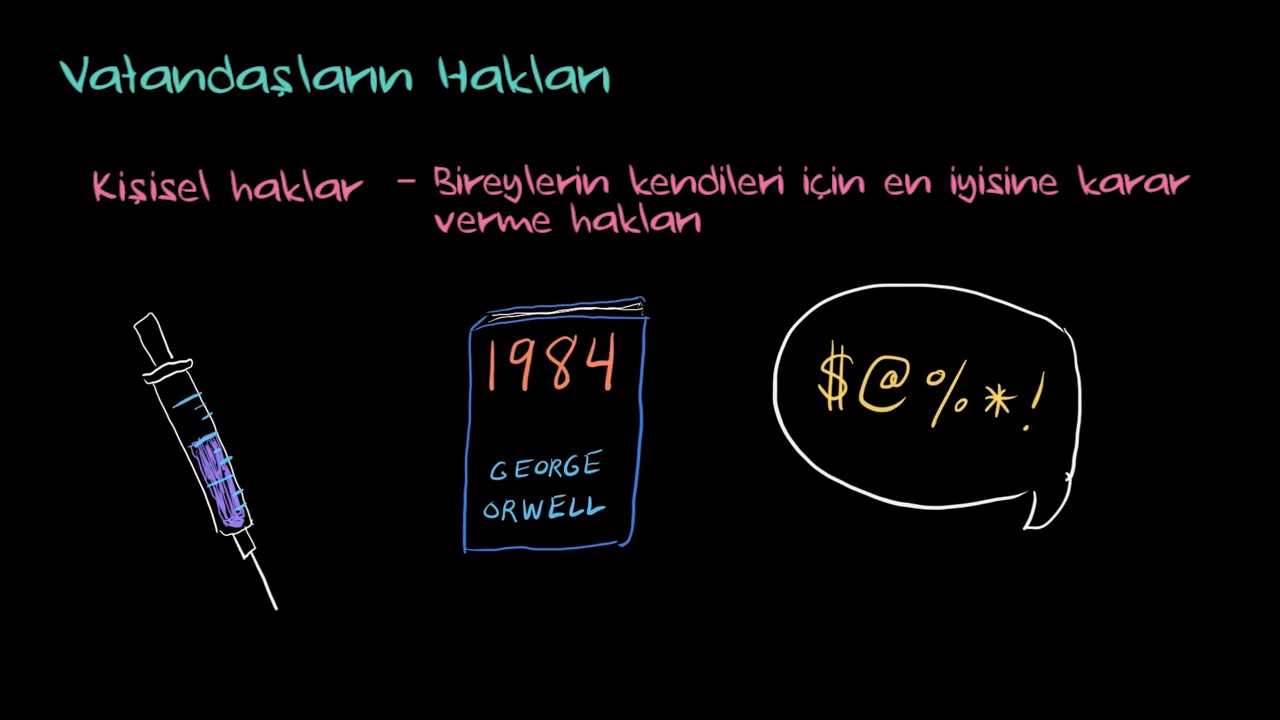 Vatandaşların Hakları
Kişisel haklar - Bireylerin kendileri için en iyisine karar
verme hakları
1984
GEORGE
ORWELL
$@%*!